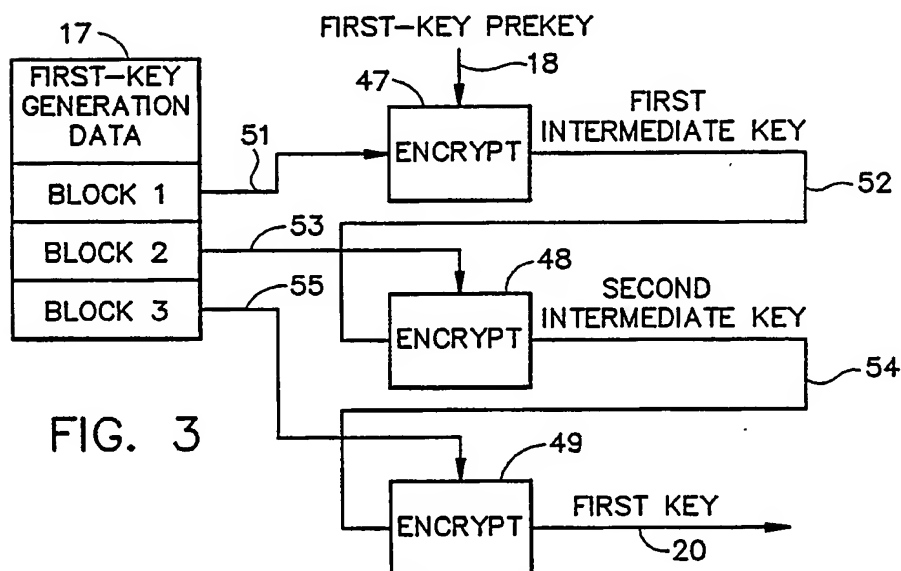 FIRST-KEY PREKEY
17
18
47
FIRST-KEY
GENERATION
DATA
FIRST
INTERMEDIATE KEY
51
ENCRYPT
BLOCK 1
52
53
BLOCK 2
48
55
SECOND
INTERMEDIATE KEY
BLOCK 3
ENCRYPT
54
FIG. 3
49
FIRST KEY
ENCRYPT
20